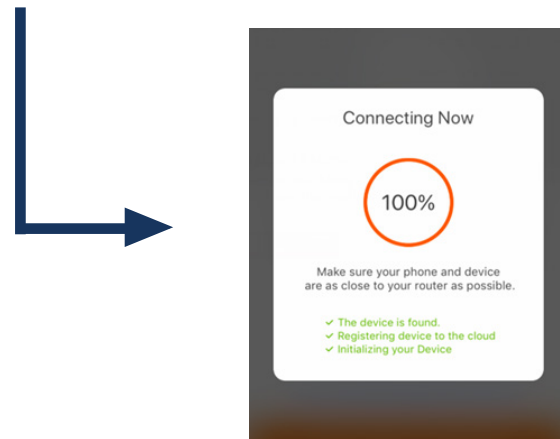 Connecting Now
100%
Make sure your phone and device
are as close to your router as possible.
✓ The device is found.
✓ Registering device to the cloud
✓ Initializing your Device